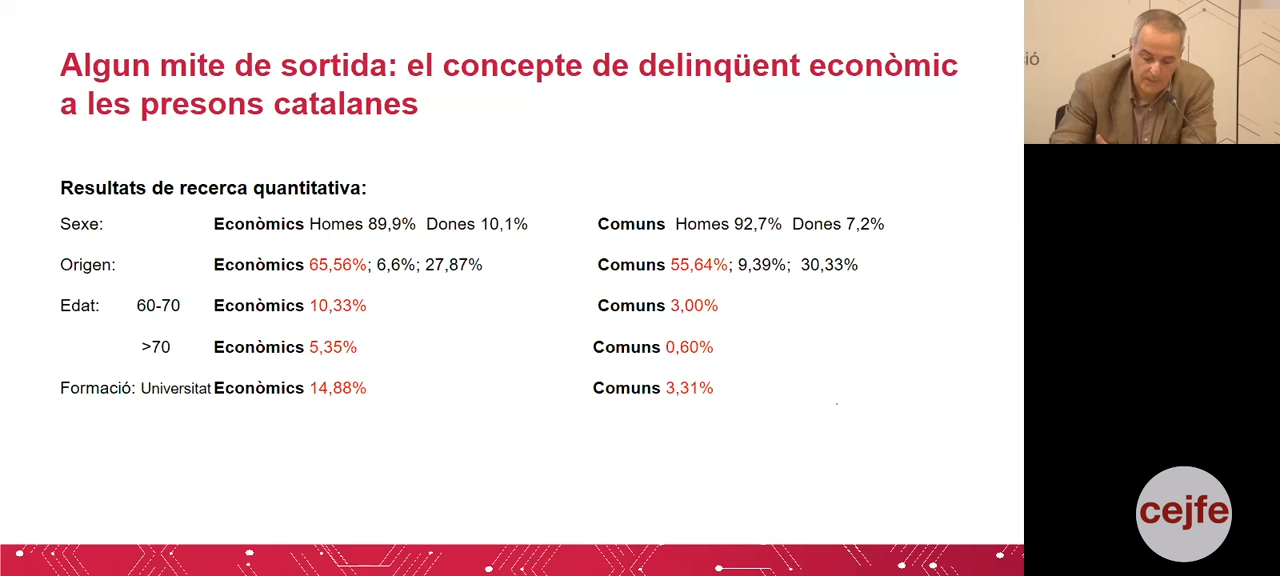 Algun mite de sortida: el concepte de delinqüent econòmic
a les presons catalanes
Resultats de recerca quantitativa:
Sexe: Econòmics Homes 89,9% Dones 10,1% Comuns Homes 92,7% Dones 7,2%
Origen: Econòmics 65,56%; 6,6%; 27,87% Comuns 55,64%; 9,39%; 30,33%
Edat: 60-70 Econòmics 10,33% Comuns 3,00%
>70 Econòmics 5,35% Comuns 0,60%
Formació: Universitat Econòmics 14,88% Comuns 3,31%
ió
cejfe